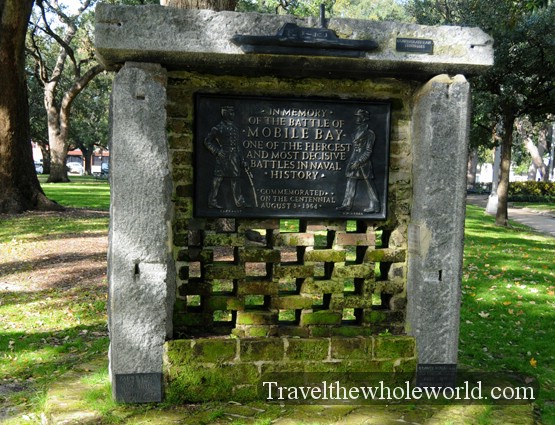 · IN MEMORY ·
OF THE BATTLE OF
· MOBILE BAY ·
ONE OF THE FIERCEST
AND MOST DECISIVE
BATTLES IN NAVAL
HISTORY
COMMEMORATED
ON THE CENTENNIAL
AUGUST 5 · 1964 ·
Travelthewholeworld.com